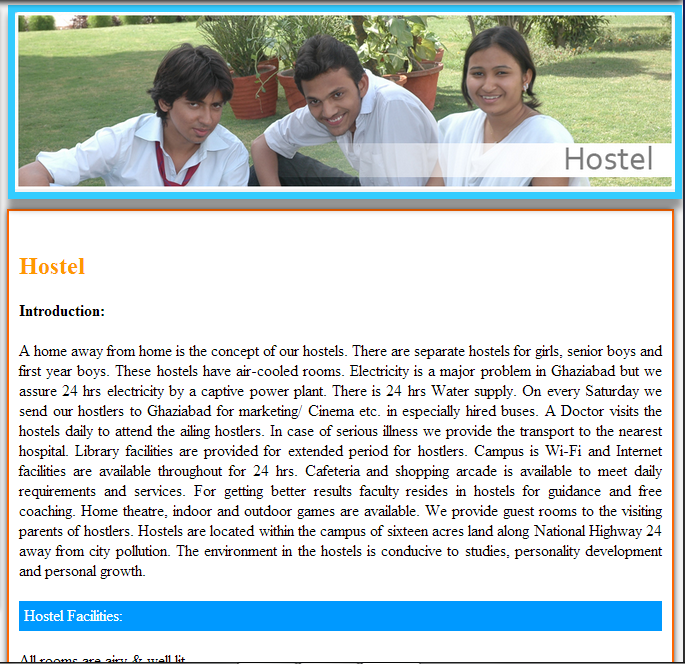 Hostel
Hostel
Introduction:
A home away from home is the concept of our hostels. There are separate hostels for girls, senior boys and
first year boys. These hostels have air-cooled rooms. Electricity is a major problem in Ghaziabad but we
assure 24 hrs electricity by a captive power plant. There is 24 hrs Water supply. On every Saturday we
send our hostlers to Ghaziabad for marketing/ Cinema etc. in especially hired buses. A Doctor visits the
hostels daily to attend the ailing hostlers. In case of serious illness we provide the transport to the nearest
hospital. Library facilities are provided for extended period for hostlers. Campus is Wi-Fi and Internet
facilities are available throughout for 24 hrs. Cafeteria and shopping arcade is available to meet daily
requirements and services. For getting better results faculty resides in hostels for guidance and free
coaching. Home theatre, indoor and outdoor games are available. We provide guest rooms to the visiting
parents of hostlers. Hostels are located within the campus of sixteen acres land along National Highway 24
away from city pollution. The environment in the hostels is conducive to studies, personality development
and personal growth.
Hostel Facilities:
All rooms are airy & well lit